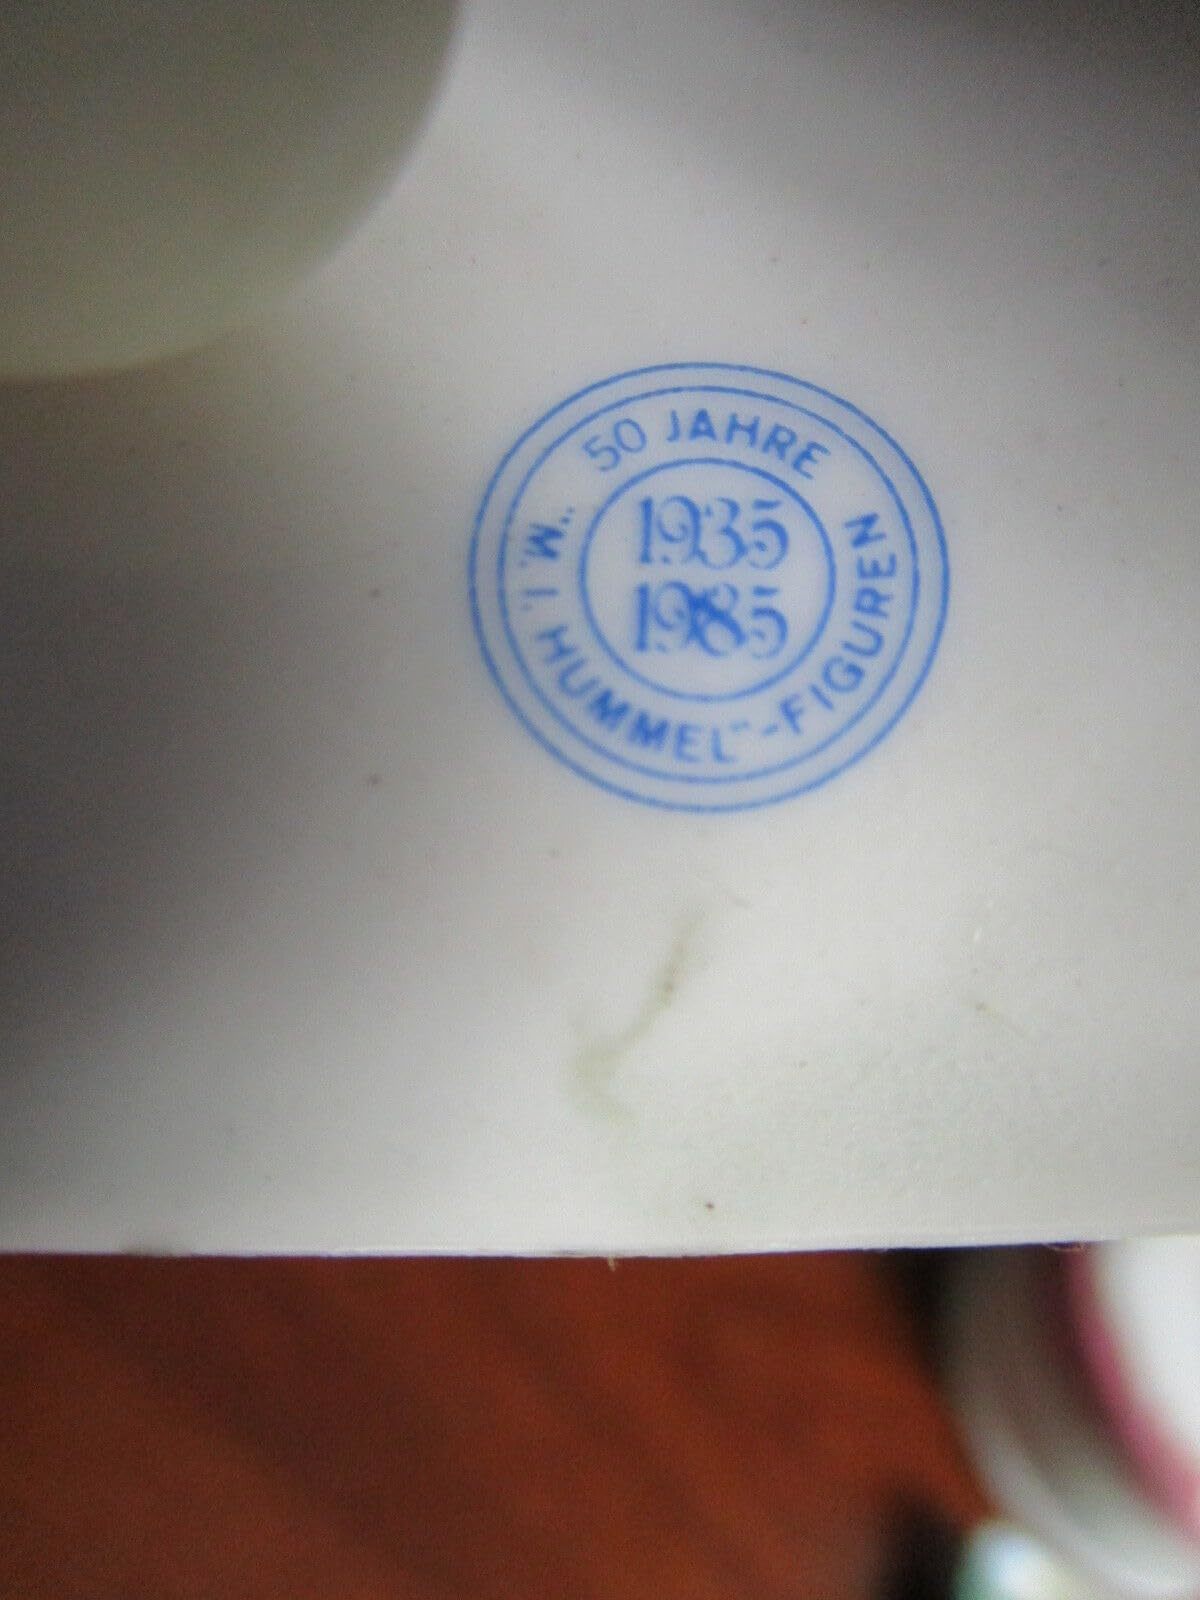 50 JAHRE
„M. I. HUMMEL“-FIGUREN
1935
1985